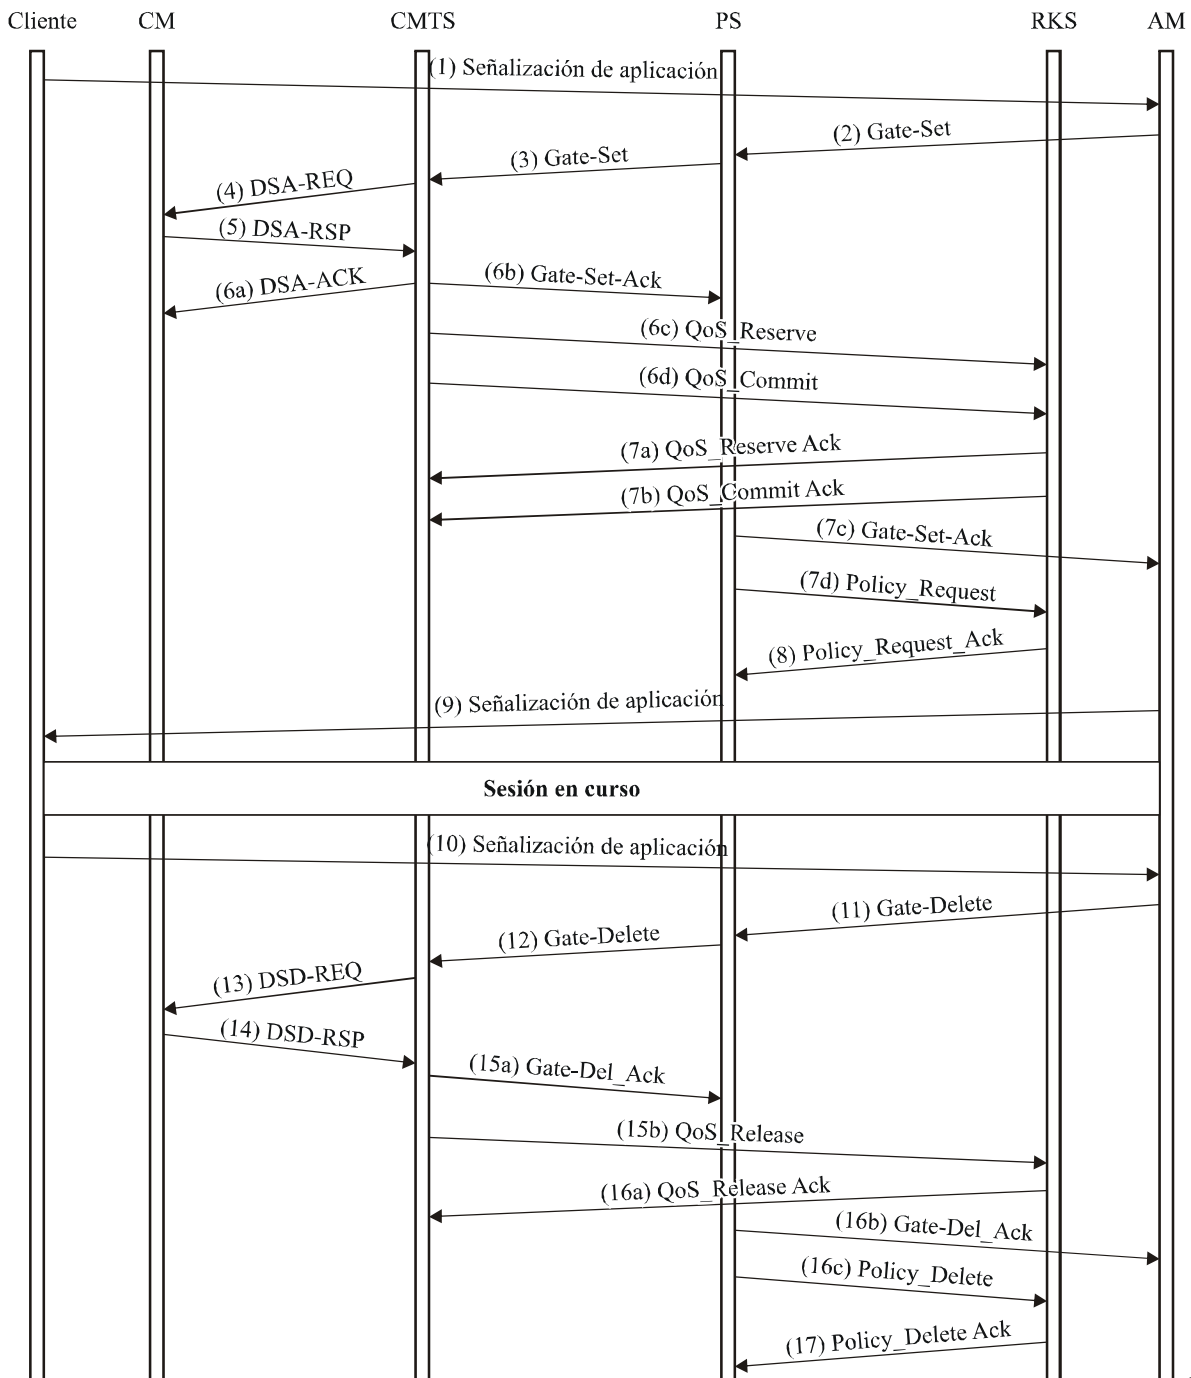 Cliente CM CMTS PS RKS AM
(1) Señalización de aplicación
(2) Gate-Set
(3) Gate-Set
(4) DSA-REQ
(5) DSA-RSP
(6a) DSA-ACK
(6b) Gate-Set-Ack
(6c) QoS_Reserve
(6d) QoS_Commit
(7a) QoS_Reserve Ack
(7b) QoS_Commit Ack
(7c) Gate-Set-Ack
(7d) Policy_Request
(8) Policy_Request_Ack
(9) Señalización de aplicación
Sesión en curso
(10) Señalización de aplicación
(11) Gate-Delete
(12) Gate-Delete
(13) DSD-REQ
(14) DSD-RSP
(15a) Gate-Del_Ack
(15b) QoS_Release
(16a) QoS_Release Ack
(16b) Gate-Del_Ack
(16c) Policy_Delete
(17) Policy_Delete Ack